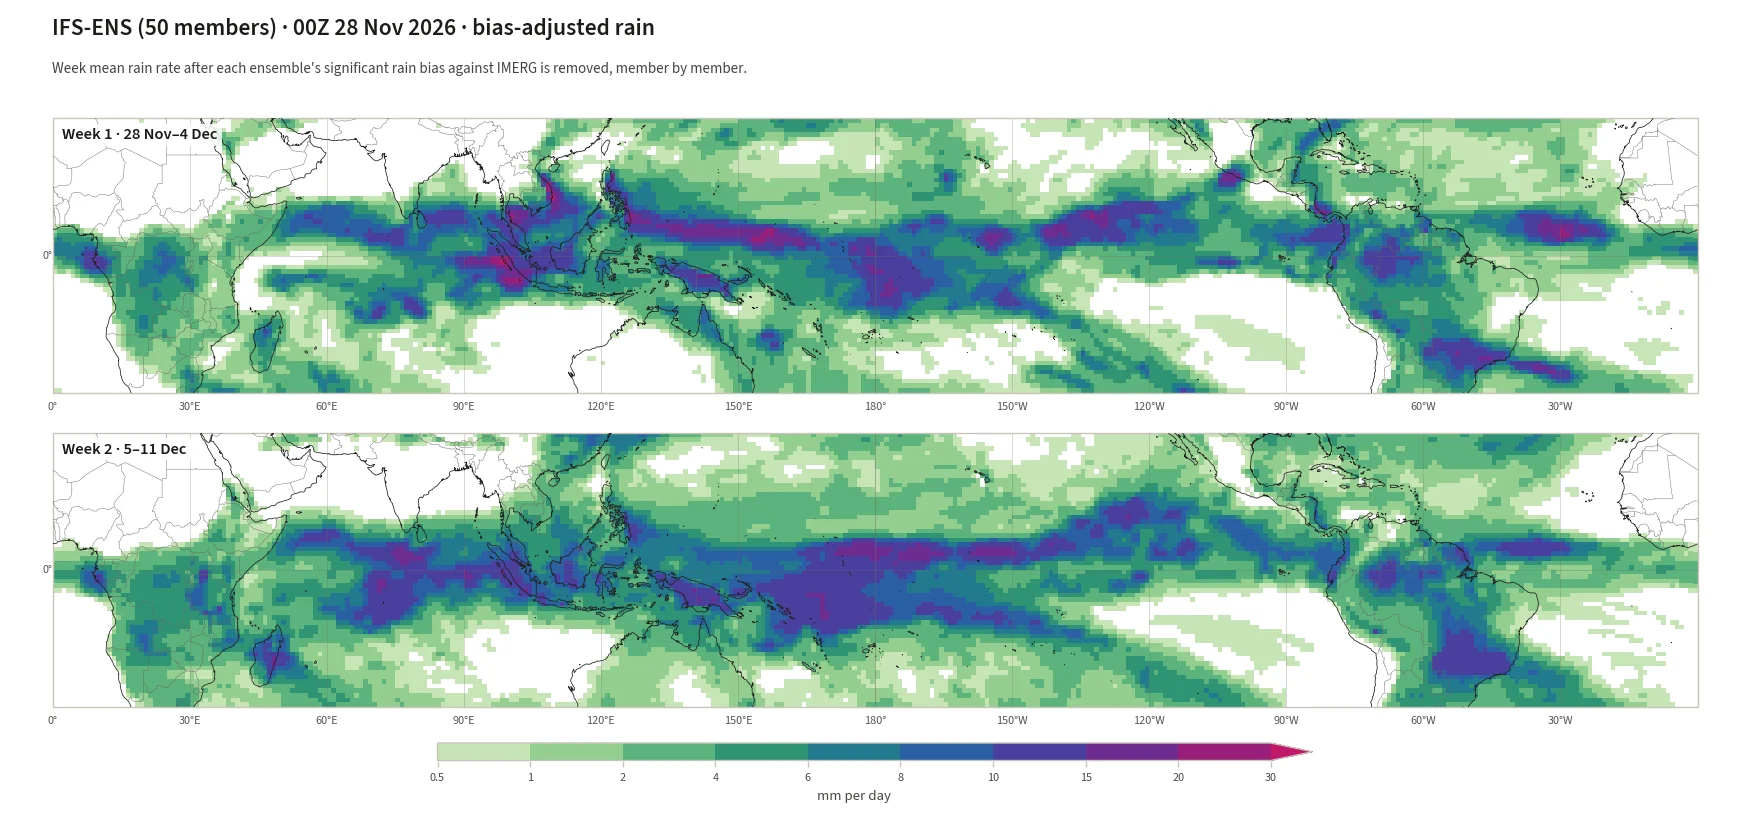 IFS-ENS (50 members) · 00Z 28 Nov 2026 · bias-adjusted rain
Week mean rain rate after each ensemble's significant rain bias against IMERG is removed, member by member.
Week 1 · 28 Nov–4 Dec
0°
0° 30°E 60°E 90°E 120°E 150°E 180° 150°W 120°W 90°W 60°W 30°W
Week 2 · 5–11 Dec
0°
0° 30°E 60°E 90°E 120°E 150°E 180° 150°W 120°W 90°W 60°W 30°W
0.5 1 2 4 6 8 10 15 20 30
mm per day